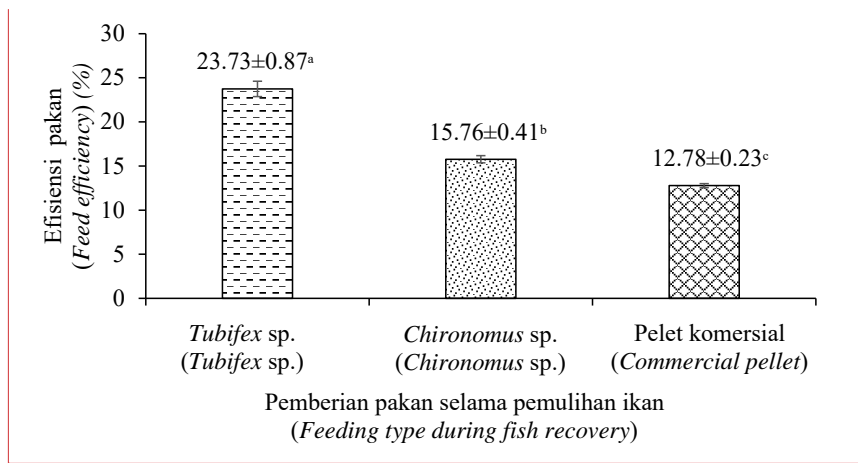 Efisiensi pakan
(Feed efficiency) (%)
30
25
20
15
10
5
0
23.73±0.87ᵃ
15.76±0.41ᵇ
12.78±0.23ᶜ
Tubifex sp.
(Tubifex sp.)
Chironomus sp.
(Chironomus sp.)
Pelet komersial
(Commercial pellet)
Pemberian pakan selama pemulihan ikan
(Feeding type during fish recovery)